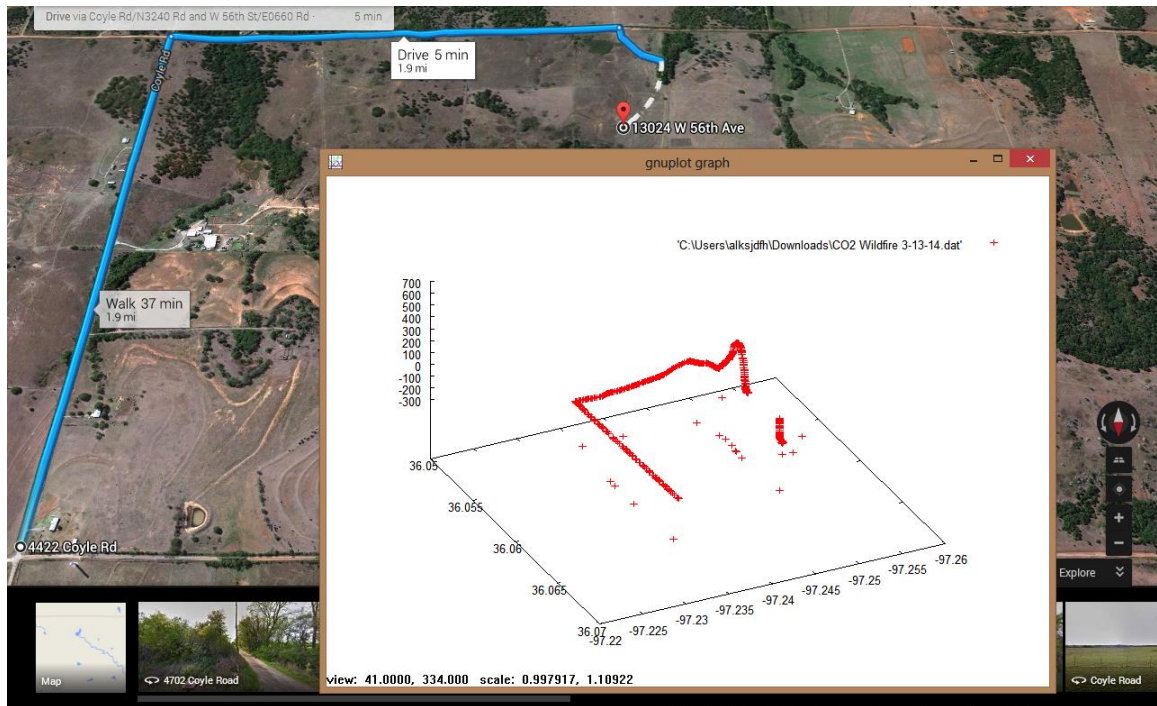 Drive via Coyle Rd/N3240 Rd and W 56th St/E0660 Rd · 5 min
Coyle Rd
Drive 5 min
1.9 mi
13024 W 56th Ave
Walk 37 min
1.9 mi
4422 Coyle Rd
gnuplot graph
'C:\Users\alksjdfh\Downloads\CO2 Wildfire 3-13-14.dat'
700
600
500
400
300
200
100
0
-100
-200
-300
36.05
36.055
36.06
36.065
36.07
-97.22
-97.225
-97.23
-97.235
-97.24
-97.245
-97.25
-97.255
-97.26
view: 41.0000, 334.000 scale: 0.997917, 1.10922
Explore
Map
4702 Coyle Road
Coyle Road